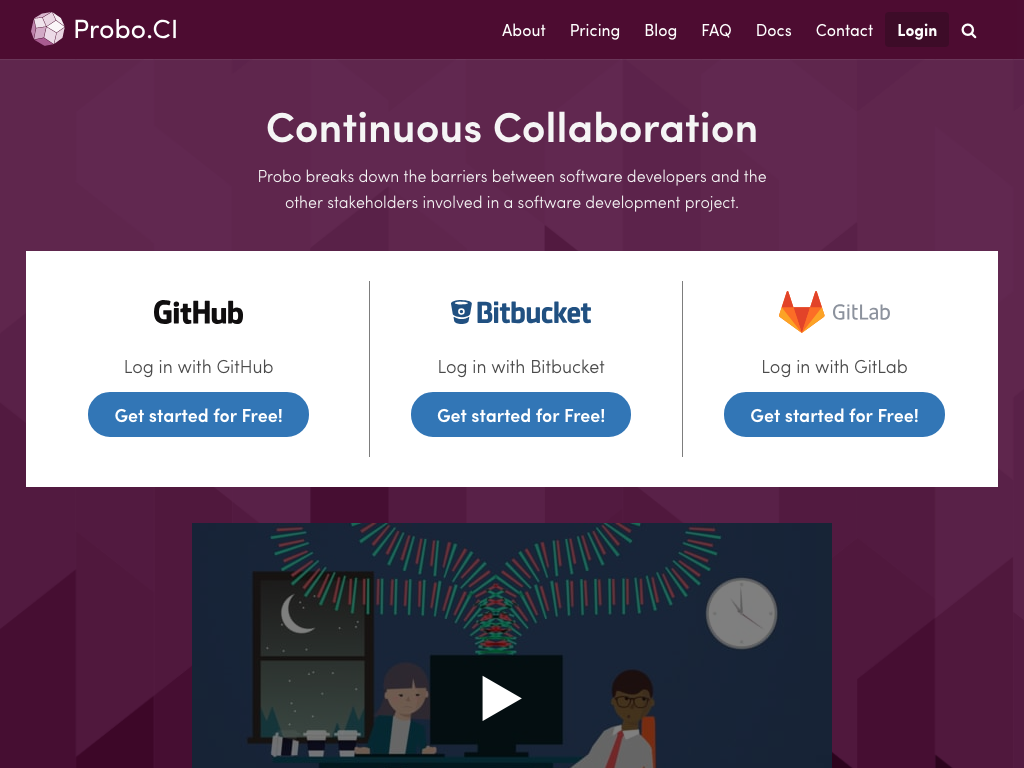 Probo.CI
About Pricing Blog FAQ Docs Contact Login
Continuous Collaboration
Probo breaks down the barriers between software developers and the
other stakeholders involved in a software development project.
GitHub
Log in with GitHub
Get started for Free!
Bitbucket
Log in with Bitbucket
Get started for Free!
GitLab
Log in with GitLab
Get started for Free!